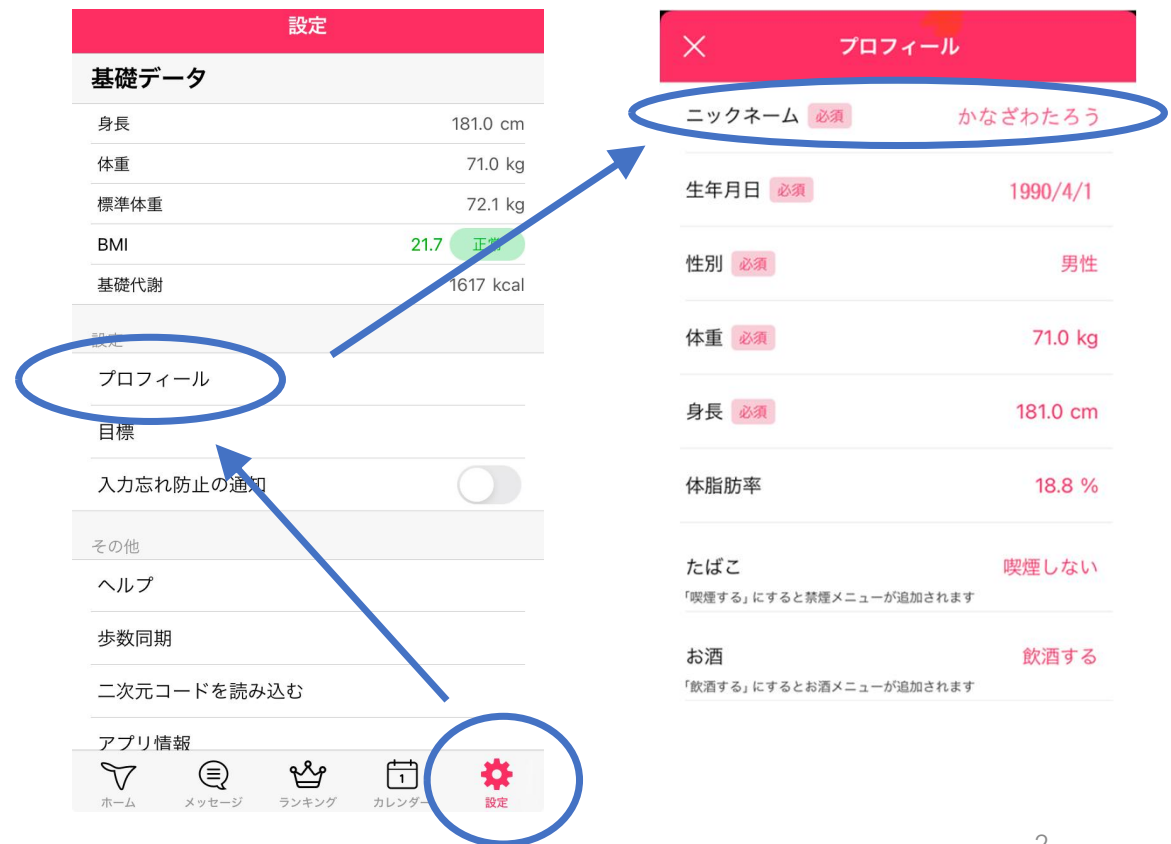 設定
基礎データ
身長 181.0 cm
体重 71.0 kg
標準体重 72.1 kg
BMI 21.7 正常
基礎代謝 1617 kcal
設定
プロフィール
目標
入力忘れ防止の通知
その他
ヘルプ
歩数同期
二次元コードを読み込む
アプリ情報
ホーム メッセージ ランキング カレンダー 設定
プロフィール
ニックネーム 必須 かなざわたろう
生年月日 必須 1990/4/1
性別 必須 男性
体重 必須 71.0 kg
身長 必須 181.0 cm
体脂肪率 18.8 %
たばこ 喫煙しない
「喫煙する」にすると禁煙メニューが追加されます
お酒 飲酒する
「飲酒する」にするとお酒メニューが追加されます